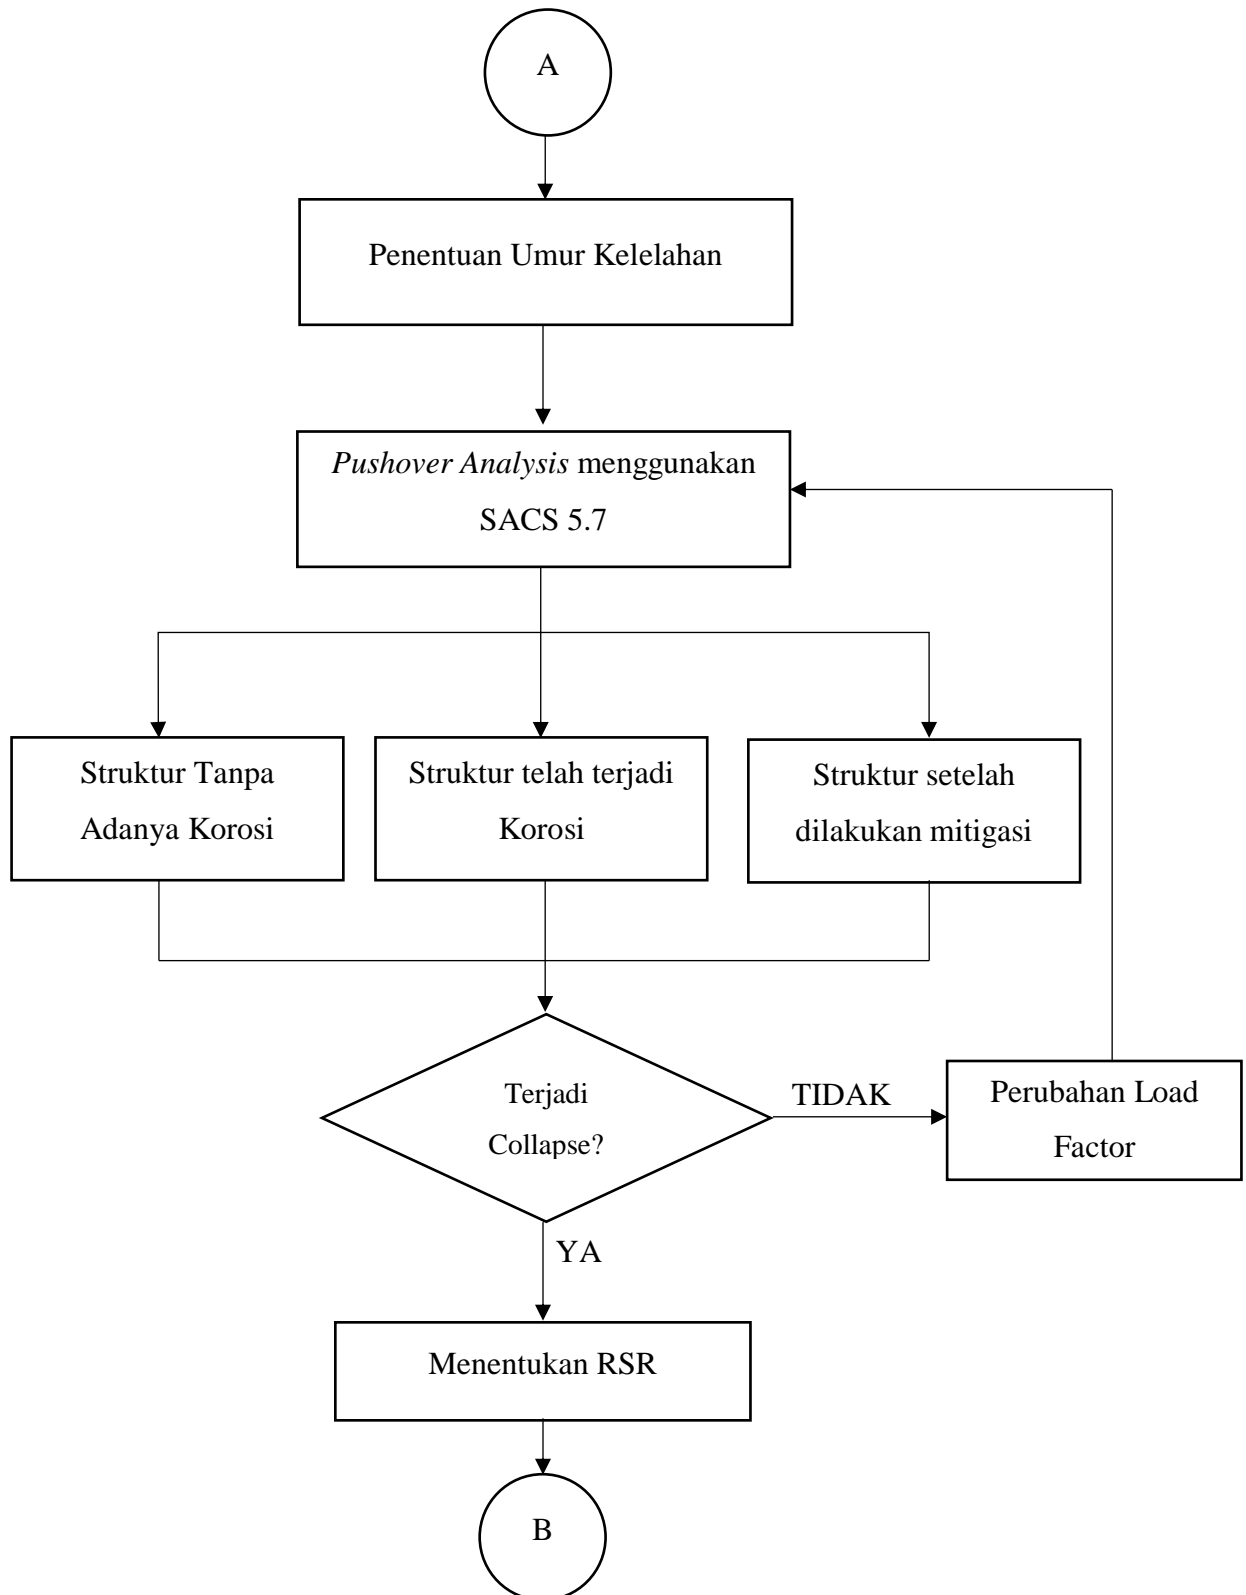 A
Penentuan Umur Kelelahan
Pushover Analysis menggunakan
SACS 5.7
Struktur Tanpa
Adanya Korosi
Struktur telah terjadi
Korosi
Struktur setelah
dilakukan mitigasi
Terjadi
Collapse?
TIDAK
Perubahan Load
Factor
YA
Menentukan RSR
B